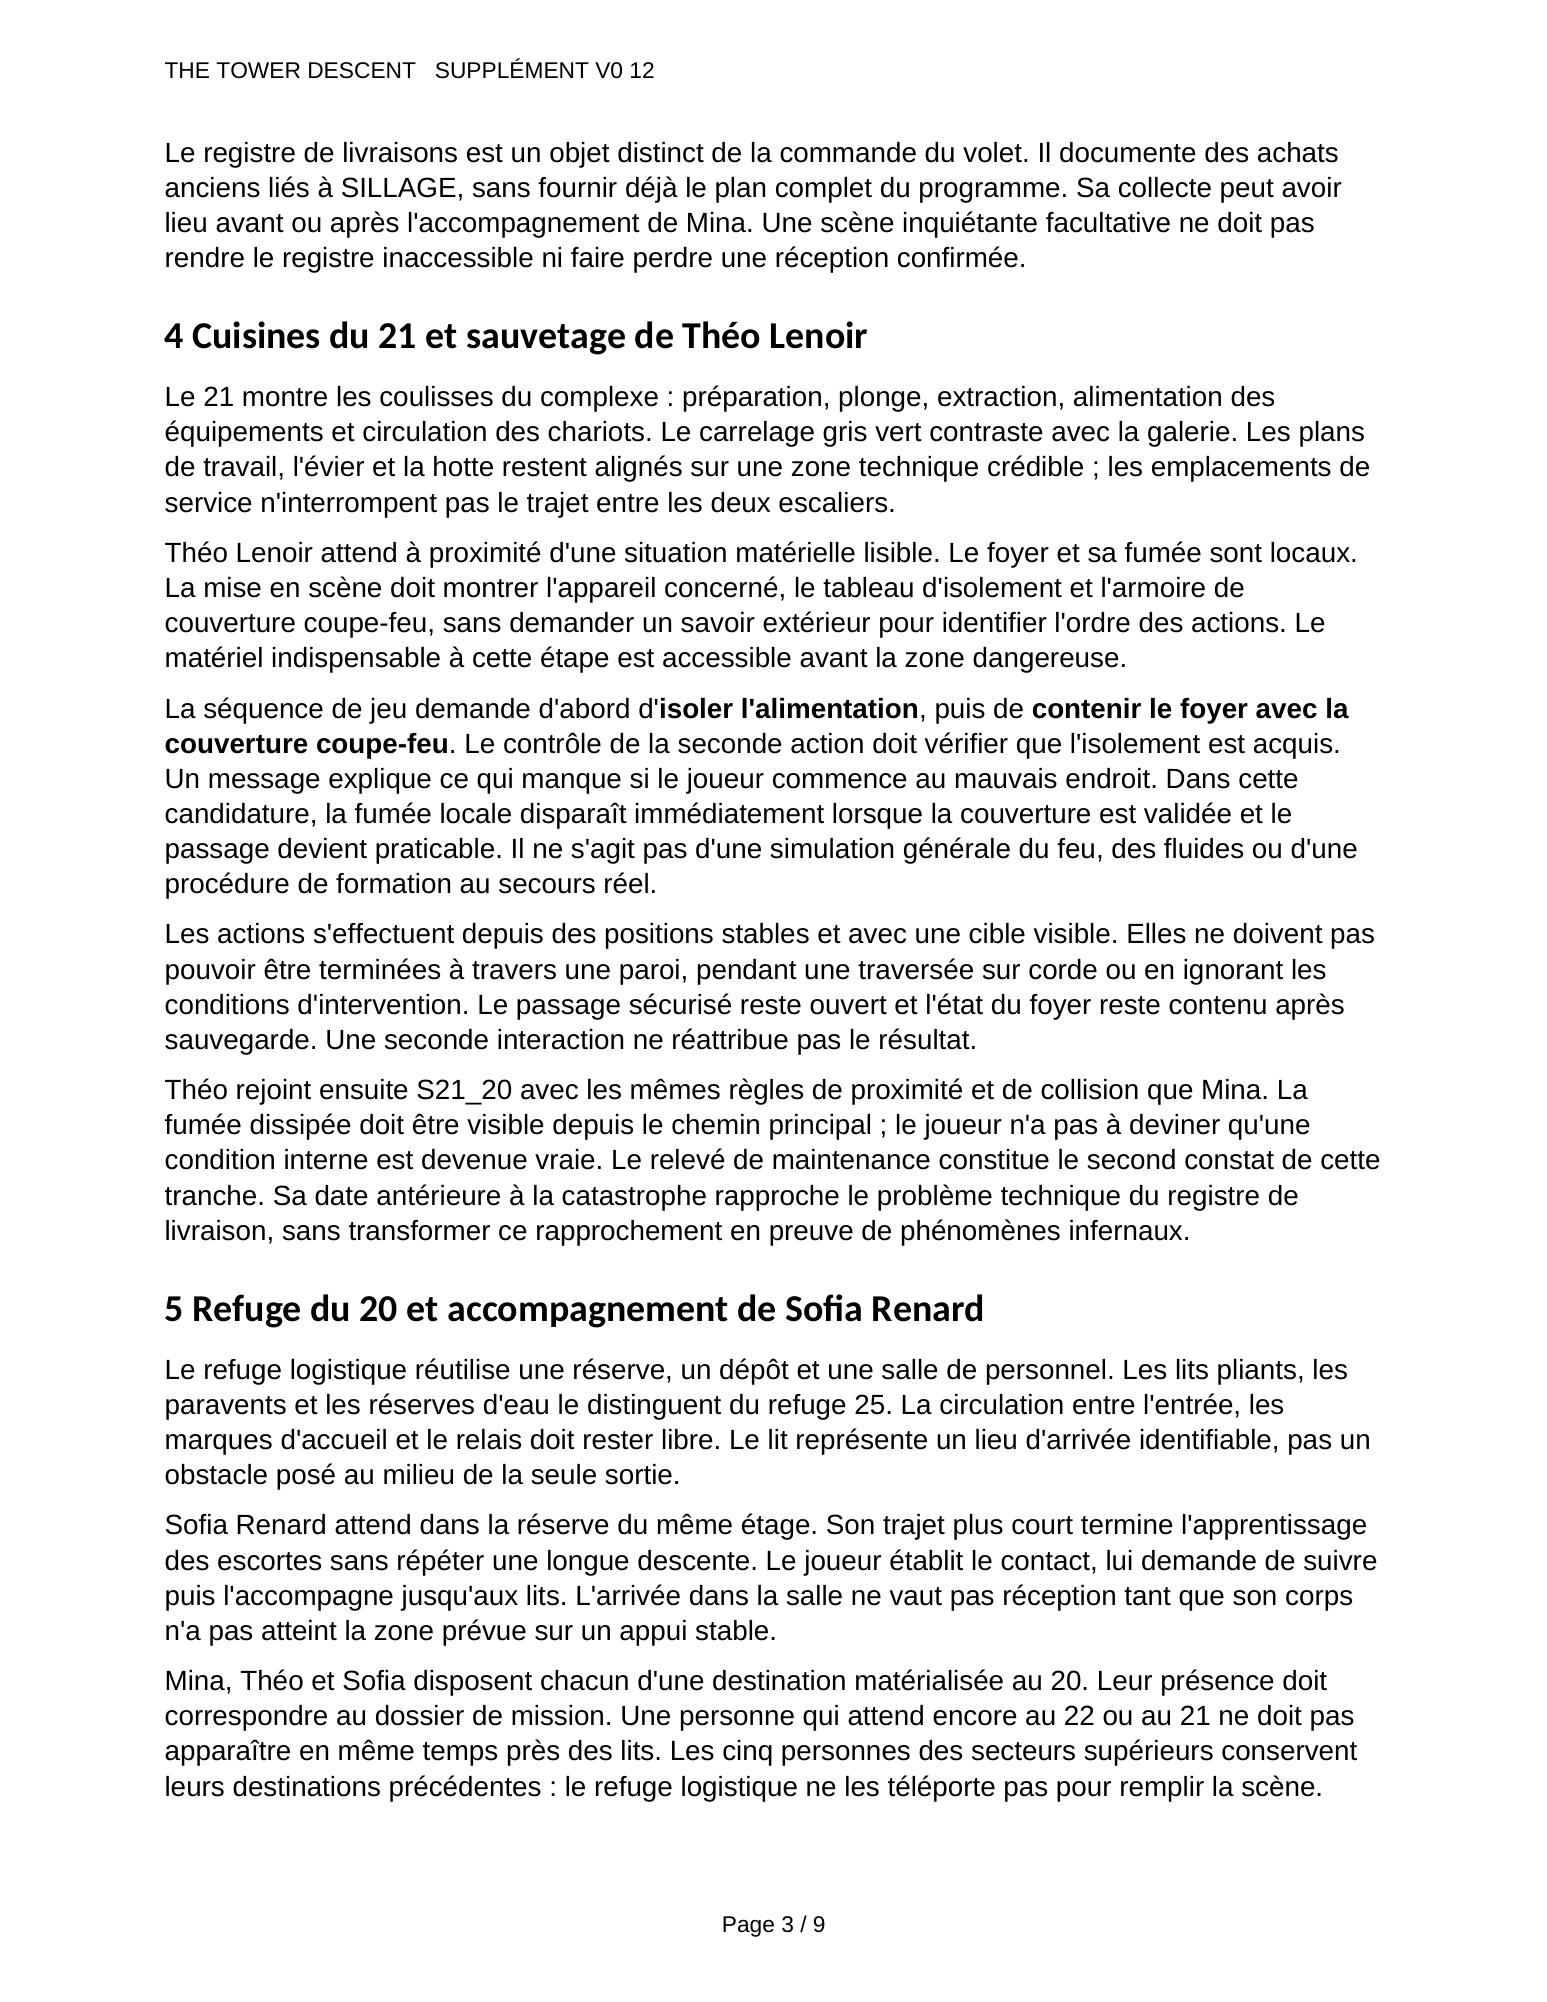 THE TOWER DESCENT   SUPPLÉMENT V0 12
Le registre de livraisons est un objet distinct de la commande du volet. Il documente des achats
anciens liés à SILLAGE, sans fournir déjà le plan complet du programme. Sa collecte peut avoir
lieu avant ou après l'accompagnement de Mina. Une scène inquiétante facultative ne doit pas
rendre le registre inaccessible ni faire perdre une réception confirmée.
4 Cuisines du 21 et sauvetage de Théo Lenoir
Le 21 montre les coulisses du complexe : préparation, plonge, extraction, alimentation des
équipements et circulation des chariots. Le carrelage gris vert contraste avec la galerie. Les plans
de travail, l'évier et la hotte restent alignés sur une zone technique crédible ; les emplacements de
service n'interrompent pas le trajet entre les deux escaliers.
Théo Lenoir attend à proximité d'une situation matérielle lisible. Le foyer et sa fumée sont locaux.
La mise en scène doit montrer l'appareil concerné, le tableau d'isolement et l'armoire de
couverture coupe-feu, sans demander un savoir extérieur pour identifier l'ordre des actions. Le
matériel indispensable à cette étape est accessible avant la zone dangereuse.
La séquence de jeu demande d'abord d'isoler l'alimentation, puis de contenir le foyer avec la
couverture coupe-feu. Le contrôle de la seconde action doit vérifier que l'isolement est acquis.
Un message explique ce qui manque si le joueur commence au mauvais endroit. Dans cette
candidature, la fumée locale disparaît immédiatement lorsque la couverture est validée et le
passage devient praticable. Il ne s'agit pas d'une simulation générale du feu, des fluides ou d'une
procédure de formation au secours réel.
Les actions s'effectuent depuis des positions stables et avec une cible visible. Elles ne doivent pas
pouvoir être terminées à travers une paroi, pendant une traversée sur corde ou en ignorant les
conditions d'intervention. Le passage sécurisé reste ouvert et l'état du foyer reste contenu après
sauvegarde. Une seconde interaction ne réattribue pas le résultat.
Théo rejoint ensuite S21_20 avec les mêmes règles de proximité et de collision que Mina. La
fumée dissipée doit être visible depuis le chemin principal ; le joueur n'a pas à deviner qu'une
condition interne est devenue vraie. Le relevé de maintenance constitue le second constat de cette
tranche. Sa date antérieure à la catastrophe rapproche le problème technique du registre de
livraison, sans transformer ce rapprochement en preuve de phénomènes infernaux.
5 Refuge du 20 et accompagnement de Sofia Renard
Le refuge logistique réutilise une réserve, un dépôt et une salle de personnel. Les lits pliants, les
paravents et les réserves d'eau le distinguent du refuge 25. La circulation entre l'entrée, les
marques d'accueil et le relais doit rester libre. Le lit représente un lieu d'arrivée identifiable, pas un
obstacle posé au milieu de la seule sortie.
Sofia Renard attend dans la réserve du même étage. Son trajet plus court termine l'apprentissage
des escortes sans répéter une longue descente. Le joueur établit le contact, lui demande de suivre
puis l'accompagne jusqu'aux lits. L'arrivée dans la salle ne vaut pas réception tant que son corps
n'a pas atteint la zone prévue sur un appui stable.
Mina, Théo et Sofia disposent chacun d'une destination matérialisée au 20. Leur présence doit
correspondre au dossier de mission. Une personne qui attend encore au 22 ou au 21 ne doit pas
apparaître en même temps près des lits. Les cinq personnes des secteurs supérieurs conservent
leurs destinations précédentes : le refuge logistique ne les téléporte pas pour remplir la scène.
Page 3 / 9